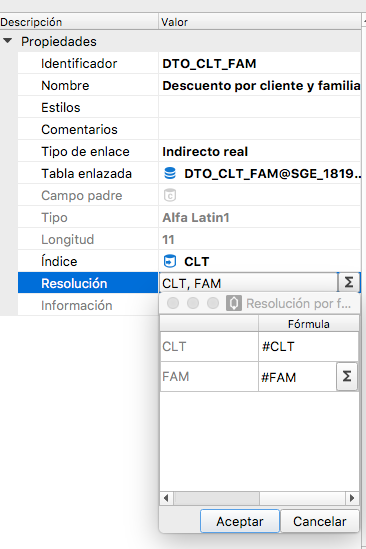 Descripción Valor
Propiedades
Identificador DTO_CLT_FAM
Nombre Descuento por cliente y familia
Estilos
Comentarios
Tipo de enlace Indirecto real
Tabla enlazada DTO_CLT_FAM@SGE_1819...
Campo padre
Tipo Alfa Latin1
Longitud 11
Índice CLT
Resolución CLT, FAM Σ
Información
Resolución por f...
Fórmula
CLT #CLT
FAM #FAM Σ
Aceptar Cancelar